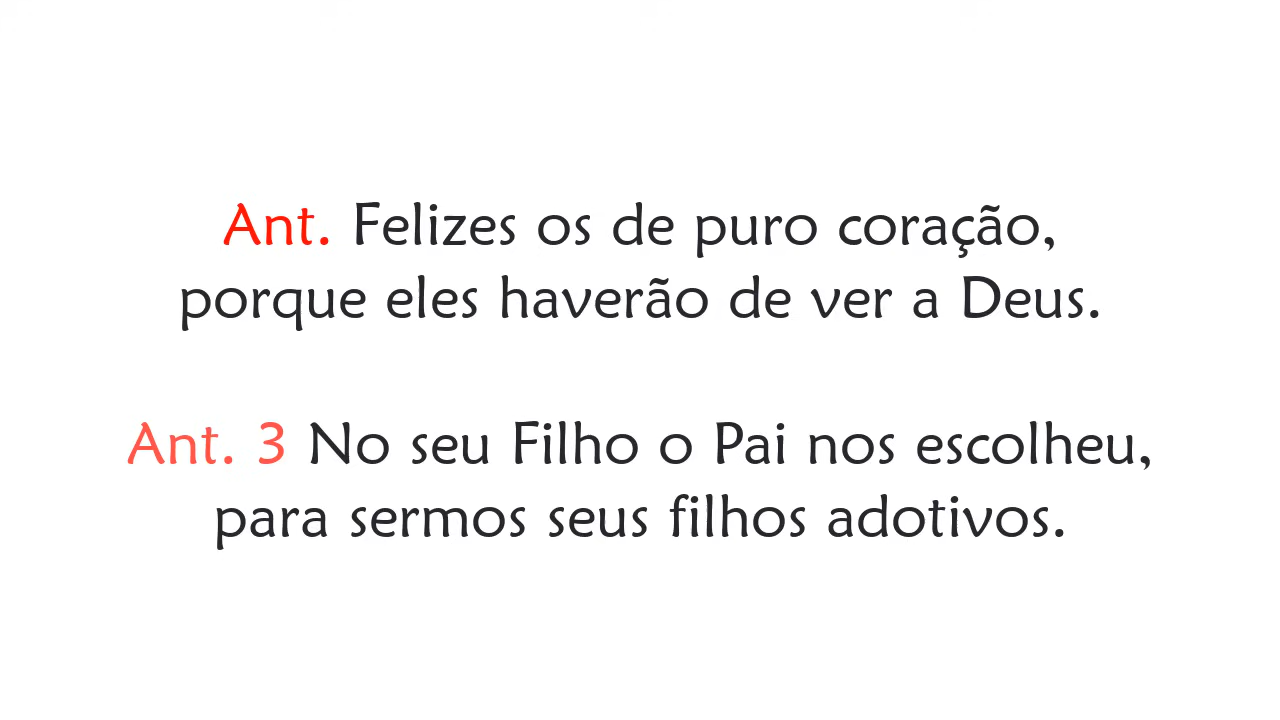 Ant. Felizes os de puro coração,
porque eles haverão de ver a Deus.
Ant. 3 No seu Filho o Pai nos escolheu,
para sermos seus filhos adotivos.